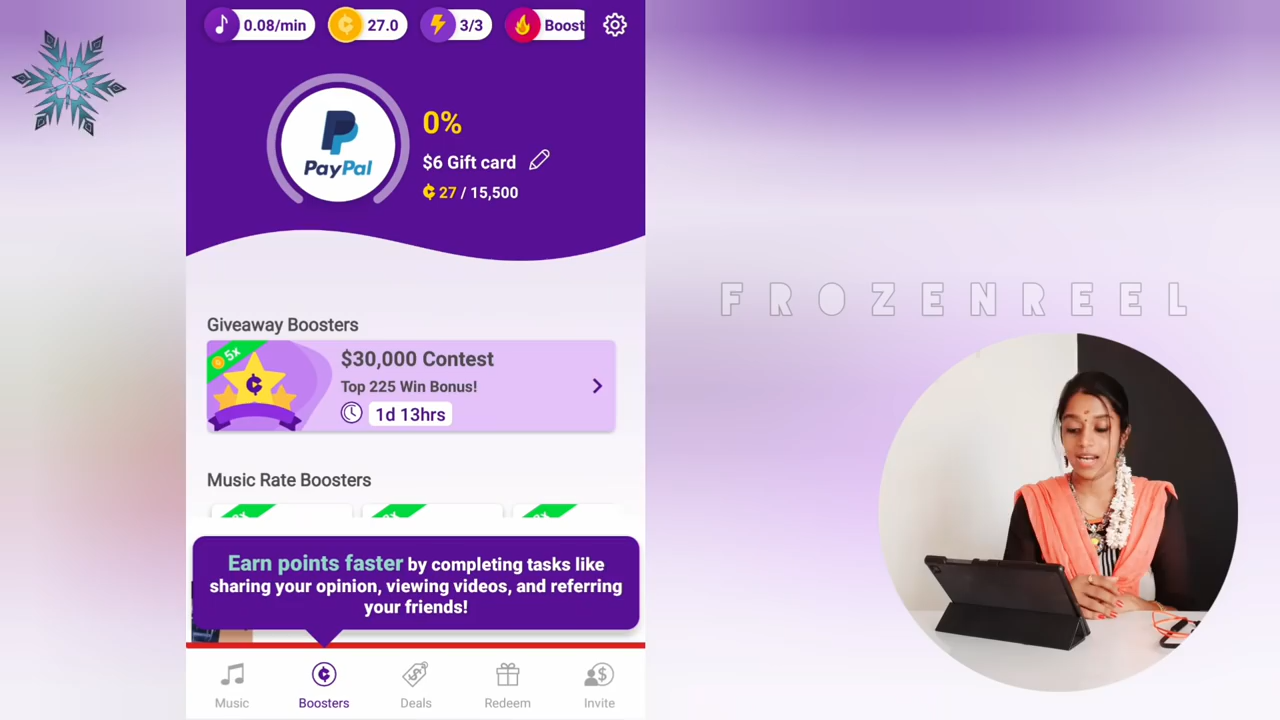 0.08/min
27.0
3/3
Boost
PayPal
0%
$6 Gift card
27 / 15,500
FROZENREEL
Giveaway Boosters
5x
$30,000 Contest
Top 225 Win Bonus!
1d 13hrs
Music Rate Boosters
Earn points faster by completing tasks like
sharing your opinion, viewing videos, and referring
your friends!
Music
Boosters
Deals
Redeem
Invite